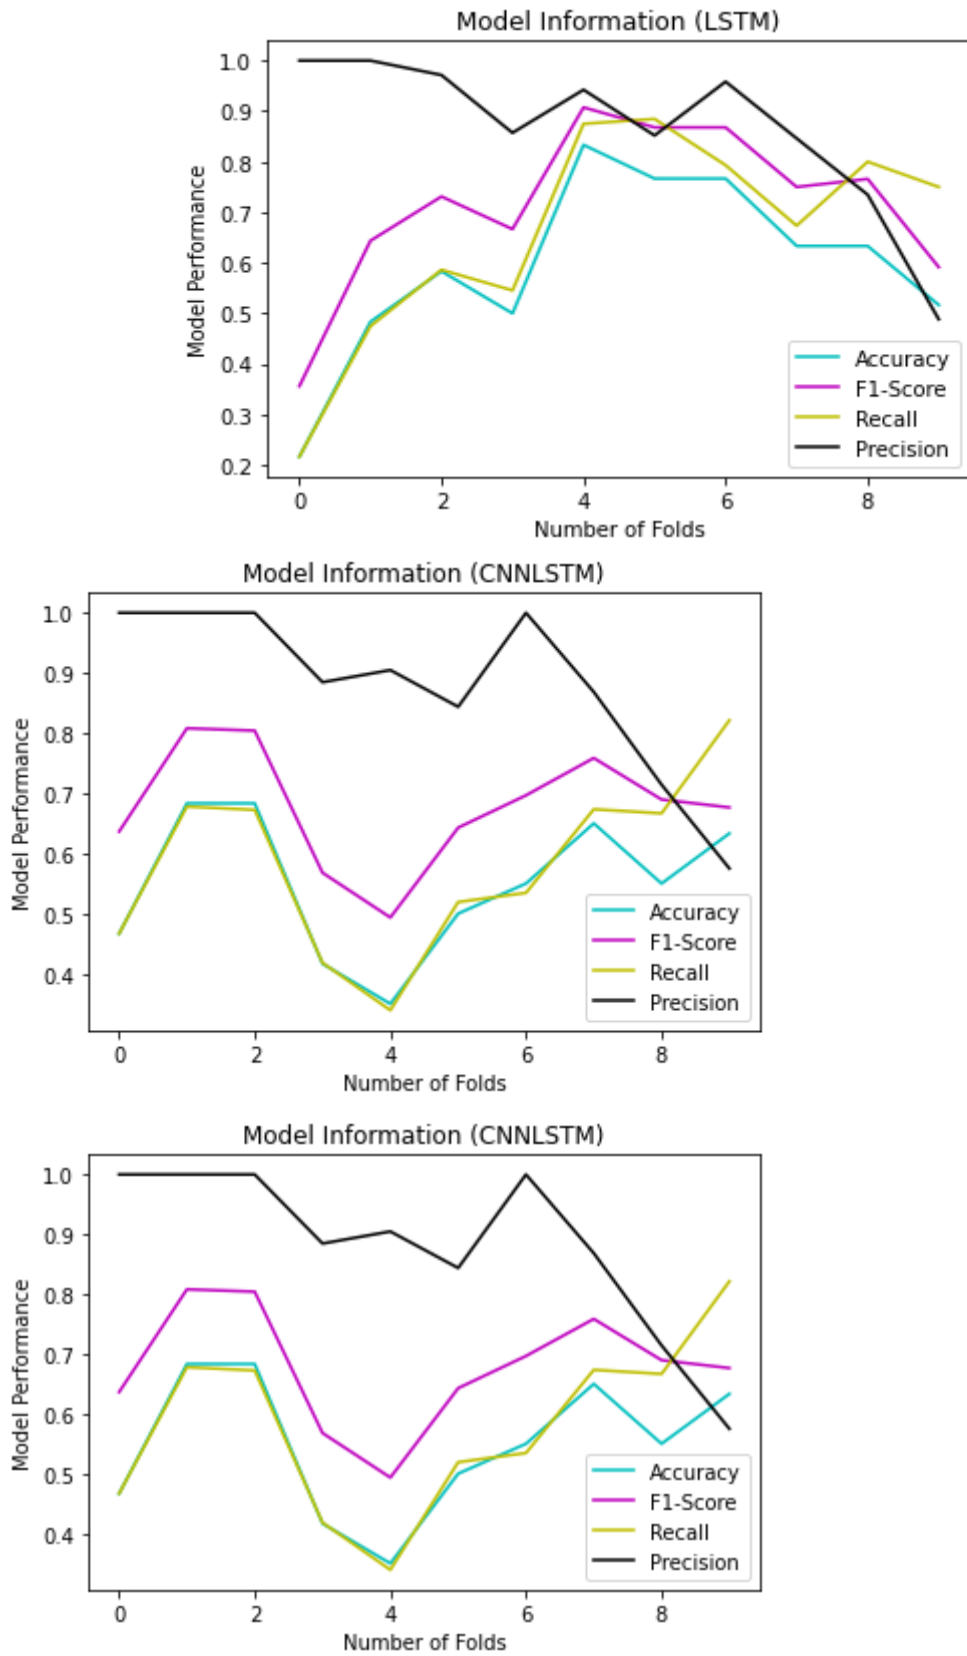 Model Information (LSTM)
1.0
0.9
0.8
0.7
0.6
0.5
0.4
0.3
0.2
Model Performance
Accuracy
F1-Score
Recall
Precision
0 2 4 6 8
Number of Folds
Model Information (CNNLSTM)
1.0
0.9
0.8
0.7
0.6
0.5
0.4
Model Performance
Accuracy
F1-Score
Recall
Precision
0 2 4 6 8
Number of Folds
Model Information (CNNLSTM)
1.0
0.9
0.8
0.7
0.6
0.5
0.4
Model Performance
Accuracy
F1-Score
Recall
Precision
0 2 4 6 8
Number of Folds